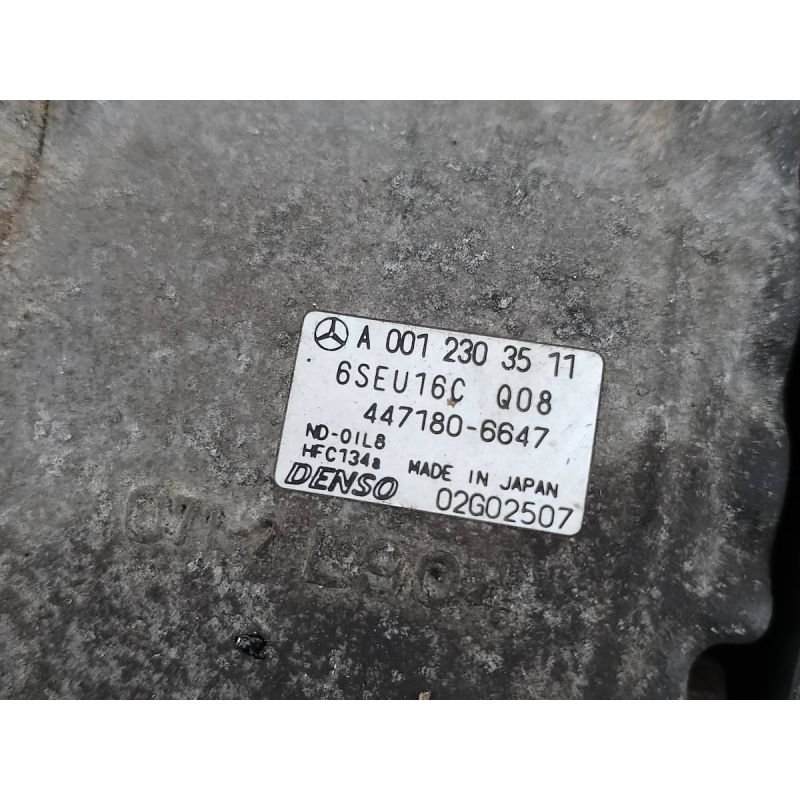 A 001 230 35 11
6SEU16C Q08
447180-6647
ND-OIL8
HFC134a MADE IN JAPAN
DENSO 02G02507